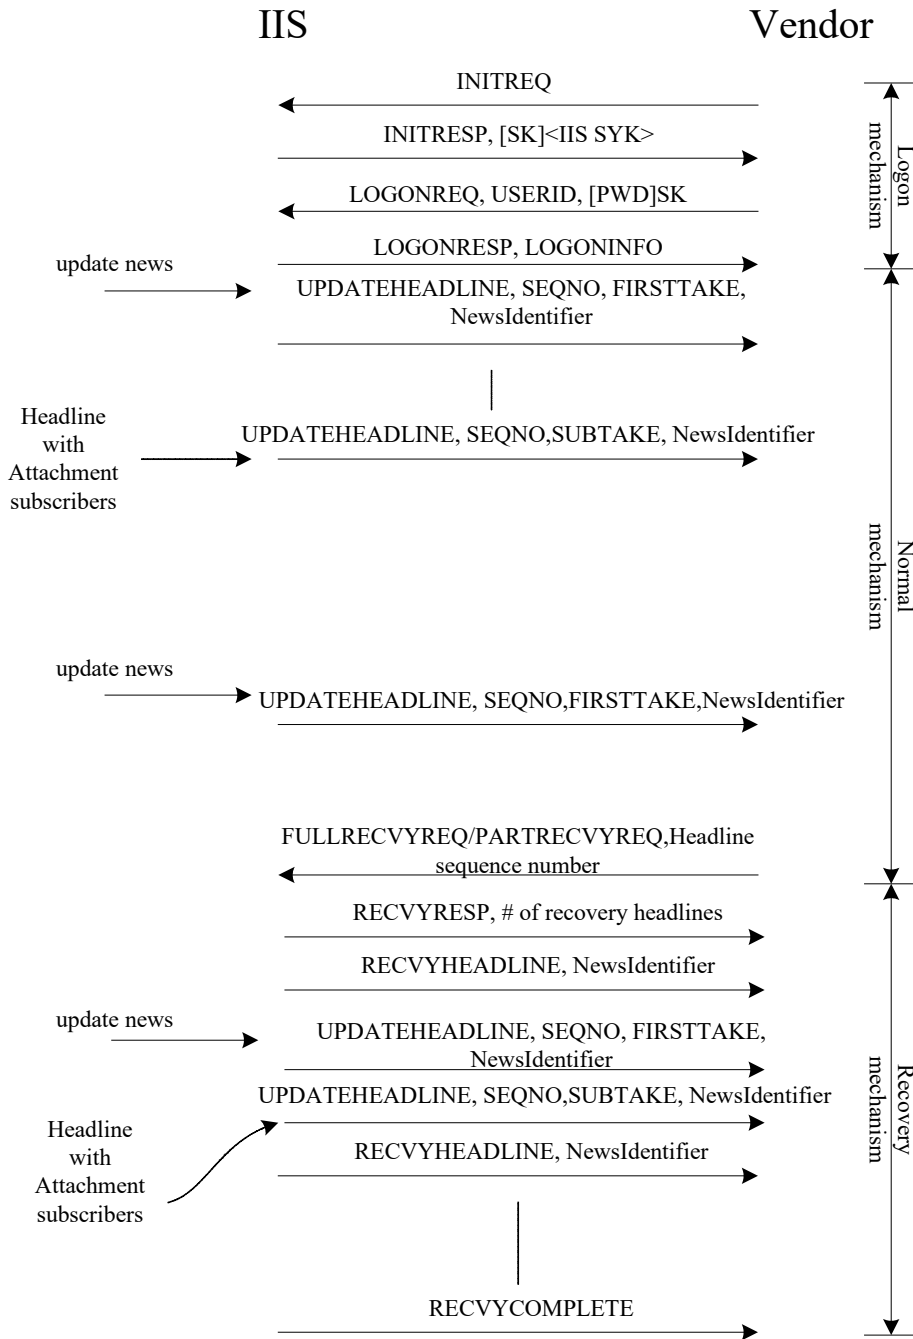 IIS
Vendor
INITREQ
INITRESP, [SK]<IIS SYK>
LOGONREQ, USERID, [PWD]SK
LOGONRESP, LOGONINFO
Logon
mechanism
update news
UPDATEHEADLINE, SEQNO, FIRSTTAKE,
NewsIdentifier
Headline
with
Attachment
subscribers
UPDATEHEADLINE, SEQNO,SUBTAKE, NewsIdentifier
Normal
mechanism
update news
UPDATEHEADLINE, SEQNO,FIRSTTAKE,NewsIdentifier
FULLRECVYREQ/PARTRECVYREQ,Headline
sequence number
RECVYRESP, # of recovery headlines
RECVYHEADLINE, NewsIdentifier
update news
UPDATEHEADLINE, SEQNO, FIRSTTAKE,
NewsIdentifier
UPDATEHEADLINE, SEQNO,SUBTAKE, NewsIdentifier
Headline
with
Attachment
subscribers
RECVYHEADLINE, NewsIdentifier
Recovery
mechanism
RECVYCOMPLETE